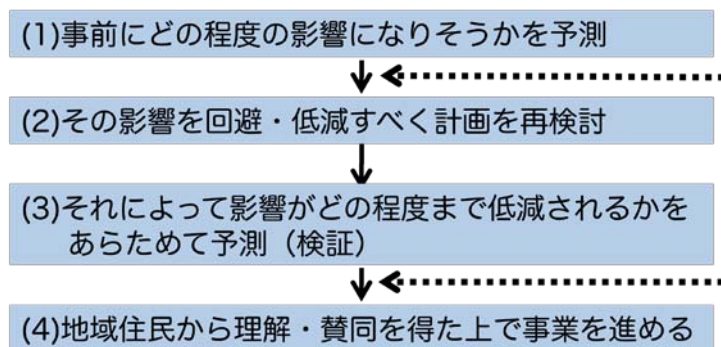 (1)事前にどの程度の影響になりそうかを予測
(2)その影響を回避・低減すべく計画を再検討
(3)それによって影響がどの程度まで低減されるかを
あらためて予測（検証）
(4)地域住民から理解・賛同を得た上で事業を進める